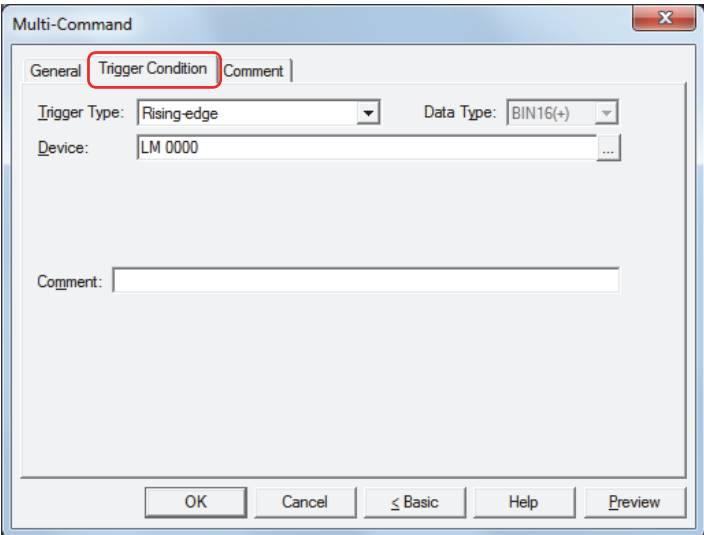 Multi-Command
General Trigger Condition Comment
Trigger Type: Rising-edge Data Type: BIN16(+)
Device: LM 0000 ...
Comment:
OK Cancel < Basic Help Preview